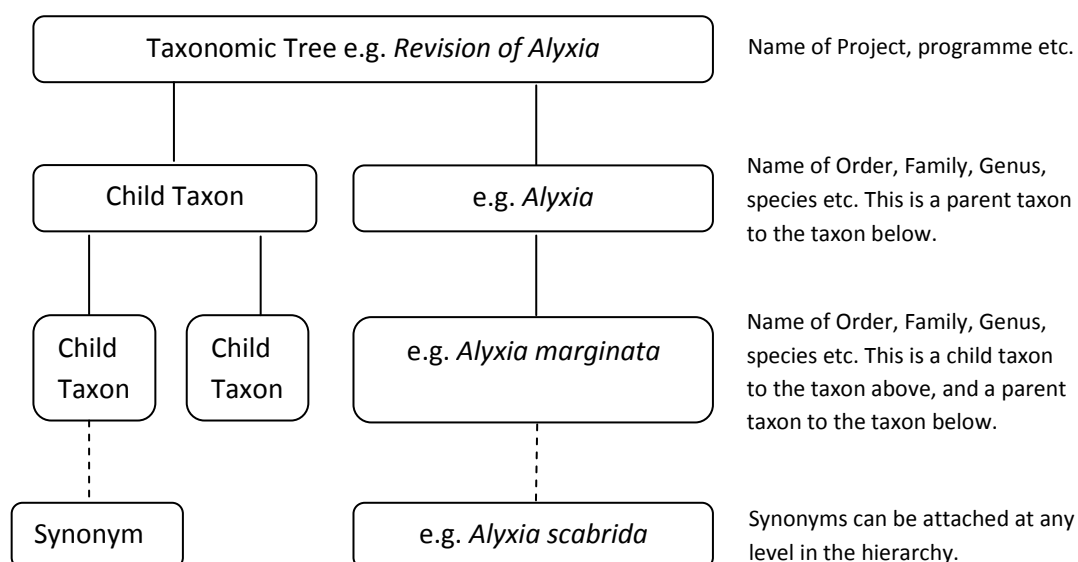 Taxonomic Tree e.g. Revision of Alyxia
Name of Project, programme etc.
Child Taxon
e.g. Alyxia
Name of Order, Family, Genus,
species etc. This is a parent taxon
to the taxon below.
Child
Taxon
Child
Taxon
e.g. Alyxia marginata
Name of Order, Family, Genus,
species etc. This is a child taxon
to the taxon above, and a parent
taxon to the taxon below.
Synonym
e.g. Alyxia scabrida
Synonyms can be attached at any
level in the hierarchy.